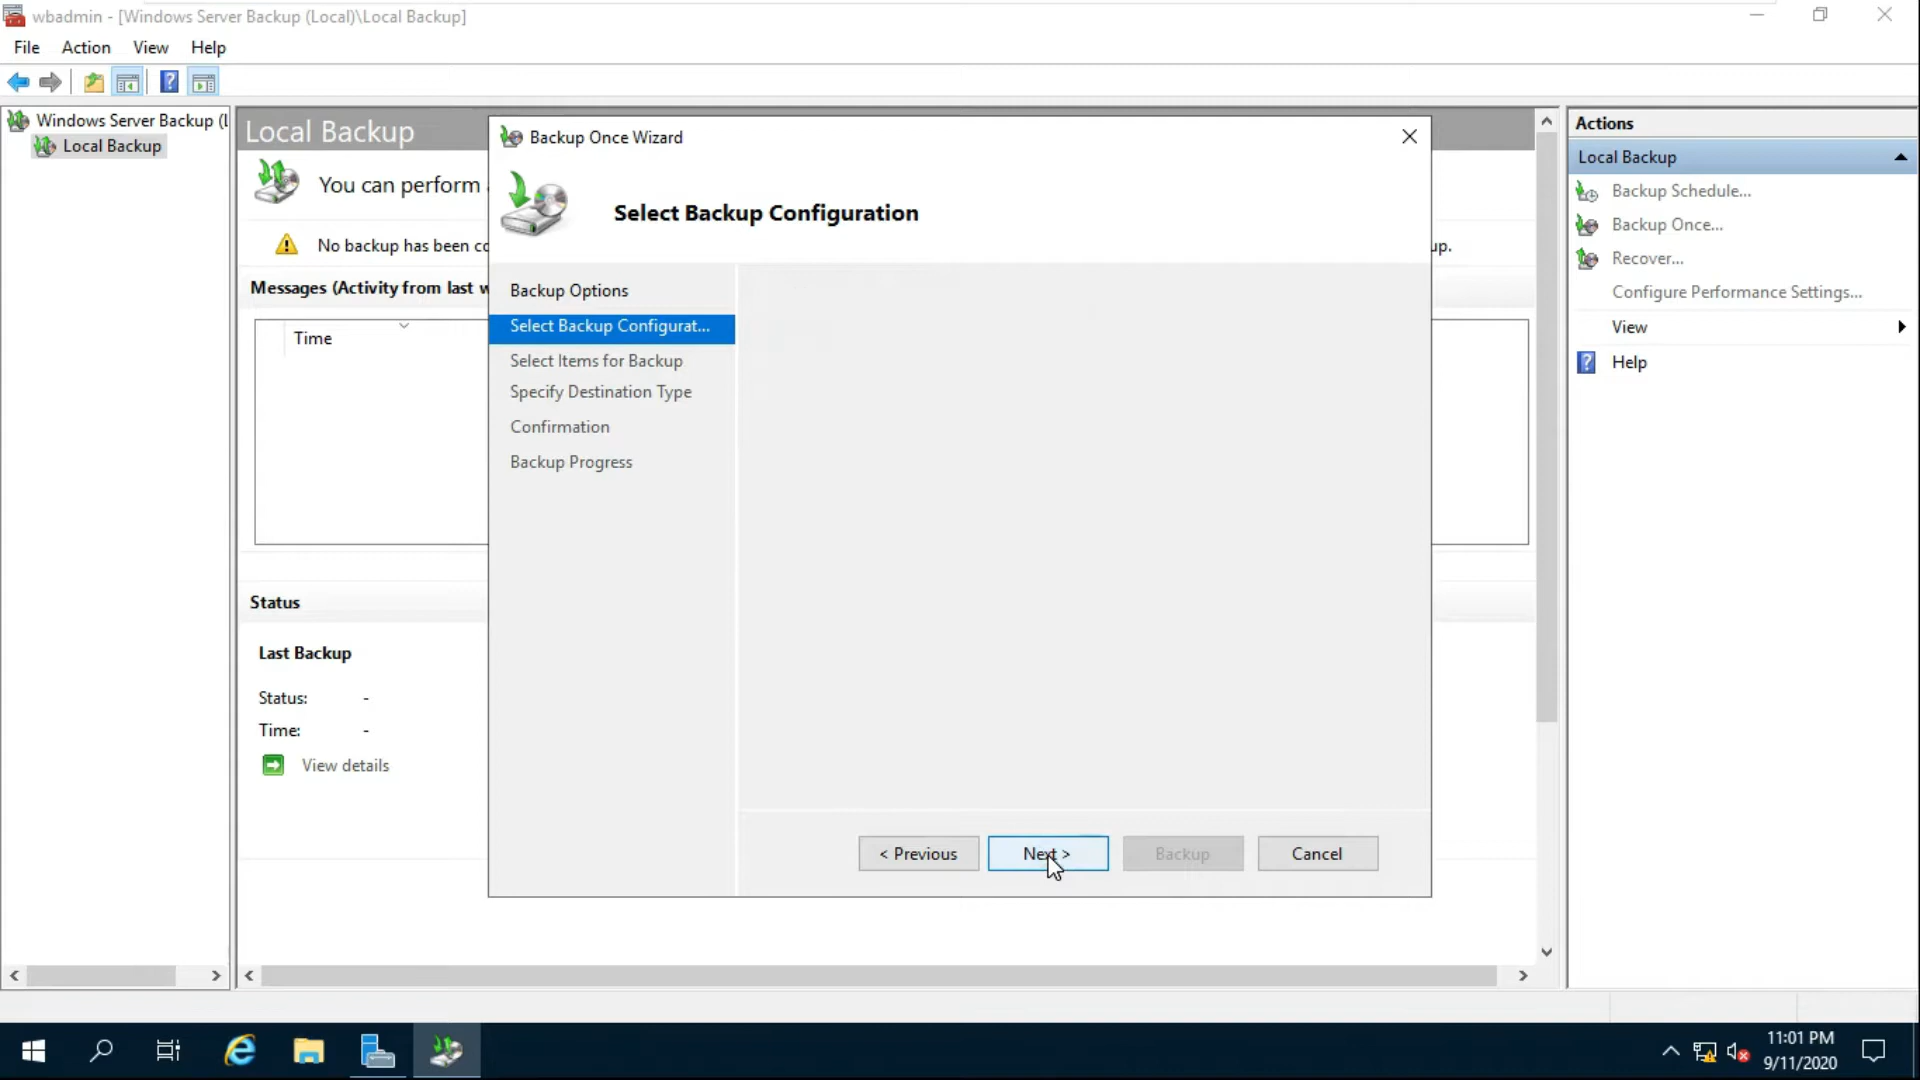 wbadmin - [Windows Server Backup (Local)\Local Backup]
File Action View Help
Windows Server Backup (L
Local Backup
Local Backup
You can perform
No backup has been co
up.
Messages (Activity from last w
Time
Status
Last Backup
Status: -
Time: -
View details
Backup Once Wizard
Select Backup Configuration
Backup Options
Select Backup Configurat...
Select Items for Backup
Specify Destination Type
Confirmation
Backup Progress
< Previous
Next >
Backup
Cancel
Actions
Local Backup
Backup Schedule...
Backup Once...
Recover...
Configure Performance Settings...
View
Help
11:01 PM
9/11/2020